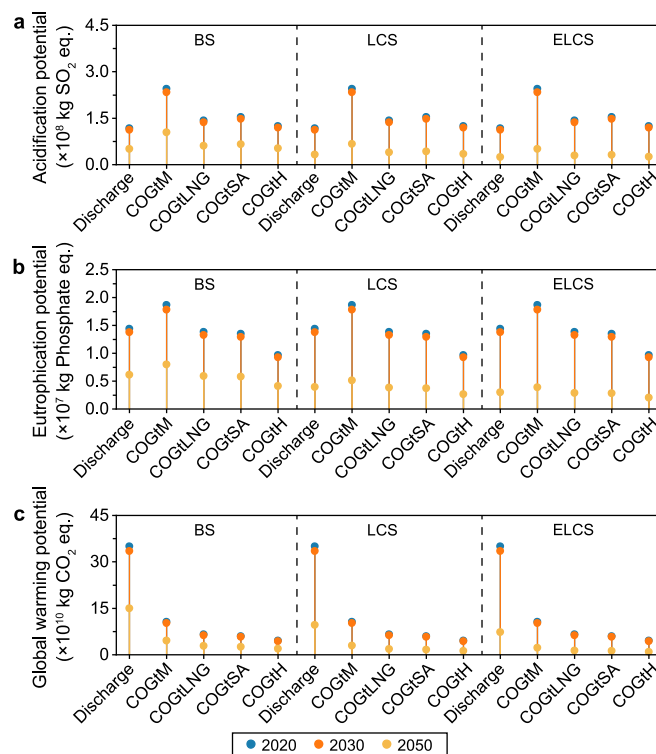 a
Acidification potential
(×10⁸ kg SO₂ eq.)
4.5
3.0
1.5
0.0
BS
LCS
ELCS
Discharge
COGtM
COGtLNG
COGtSA
COGtH
Discharge
COGtM
COGtLNG
COGtSA
COGtH
Discharge
COGtM
COGtLNG
COGtSA
COGtH
b
Eutrophication potential
(×10⁷ kg Phosphate eq.)
2.5
2.0
1.5
1.0
0.5
0.0
BS
LCS
ELCS
Discharge
COGtM
COGtLNG
COGtSA
COGtH
Discharge
COGtM
COGtLNG
COGtSA
COGtH
Discharge
COGtM
COGtLNG
COGtSA
COGtH
c
Global warming potential
(×10¹⁰ kg CO₂ eq.)
45
30
15
0
BS
LCS
ELCS
Discharge
COGtM
COGtLNG
COGtSA
COGtH
Discharge
COGtM
COGtLNG
COGtSA
COGtH
Discharge
COGtM
COGtLNG
COGtSA
COGtH
2020 2030 2050